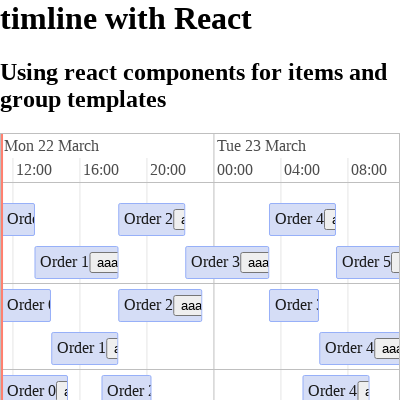 timline with React
Using react components for items and
group templates
Mon 22 March Tue 23 March
12:00 16:00 20:00 00:00 04:00 08:00
Order 2 Order 4
Order 1 aaa Order 3 aaa Order 5
Order 2 aaa Order
Order 1 Order 4 aaa
Order 0 Order Order 4